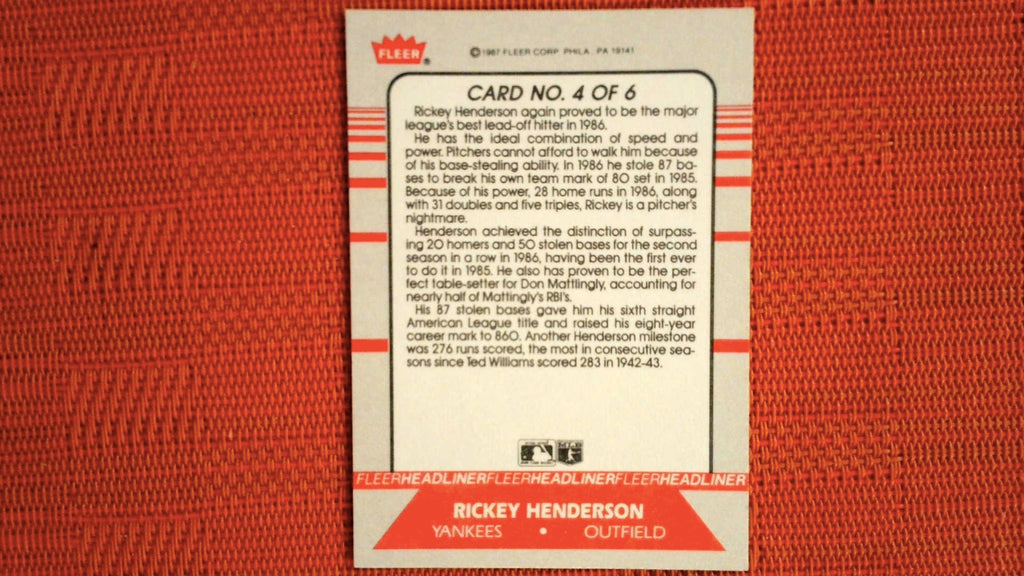 FLEER®
©1987 FLEER CORP. PHILA., PA 19141
CARD NO. 4 OF 6
Rickey Henderson again proved to be the major
league's best lead-off hitter in 1986.
He has the ideal combination of speed and
power. Pitchers cannot afford to walk him because
of his base-stealing ability. In 1986 he stole 87 ba-
ses to break his own team mark of 80 set in 1985.
Because of his power, 28 home runs in 1986, along
with 31 doubles and five triples, Rickey is a pitcher's
nightmare.
Henderson achieved the distinction of surpass-
ing 20 homers and 50 stolen bases for the second
season in a row in 1986, having been the first ever
to do it in 1985. He also has proven to be the per-
fect table-setter for Don Mattlingly, accounting for
nearly half of Mattingly's RBI's.
His 87 stolen bases gave him his sixth straight
American League title and raised his eight-year
career mark to 860. Another Henderson milestone
was 276 runs scored, the most in consecutive sea-
sons since Ted Williams scored 283 in 1942-43.
FLEERHEADLINERFLEERHEADLINERFLEERHEADLINER
RICKEY HENDERSON
YANKEES • OUTFIELD